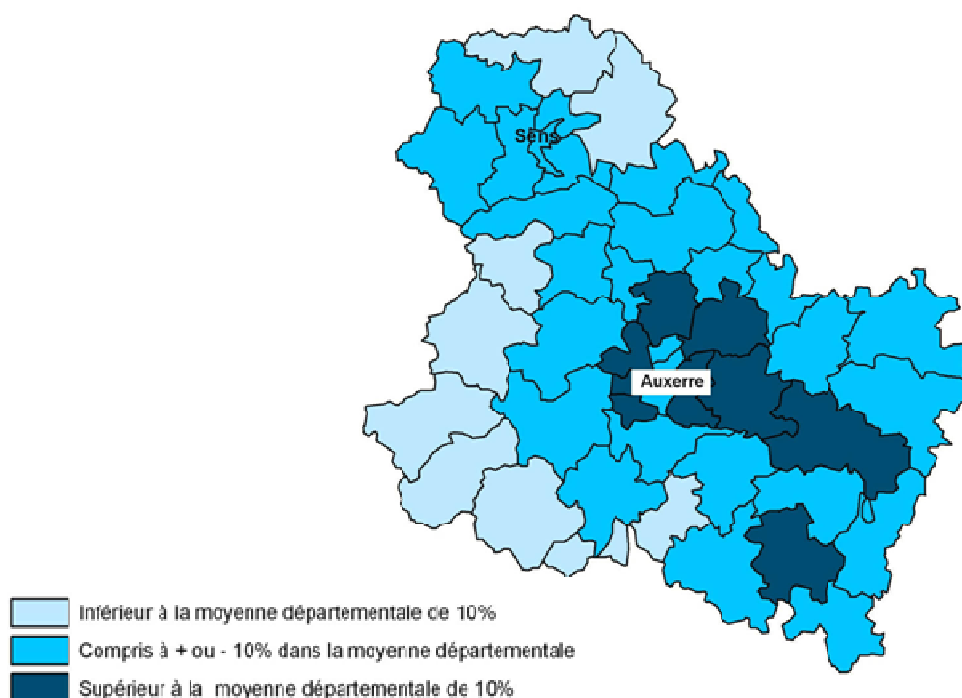 Sens
Auxerre
Inférieur à la moyenne départementale de 10%
Compris à + ou - 10% dans la moyenne départementale
Supérieur à la moyenne départementale de 10%